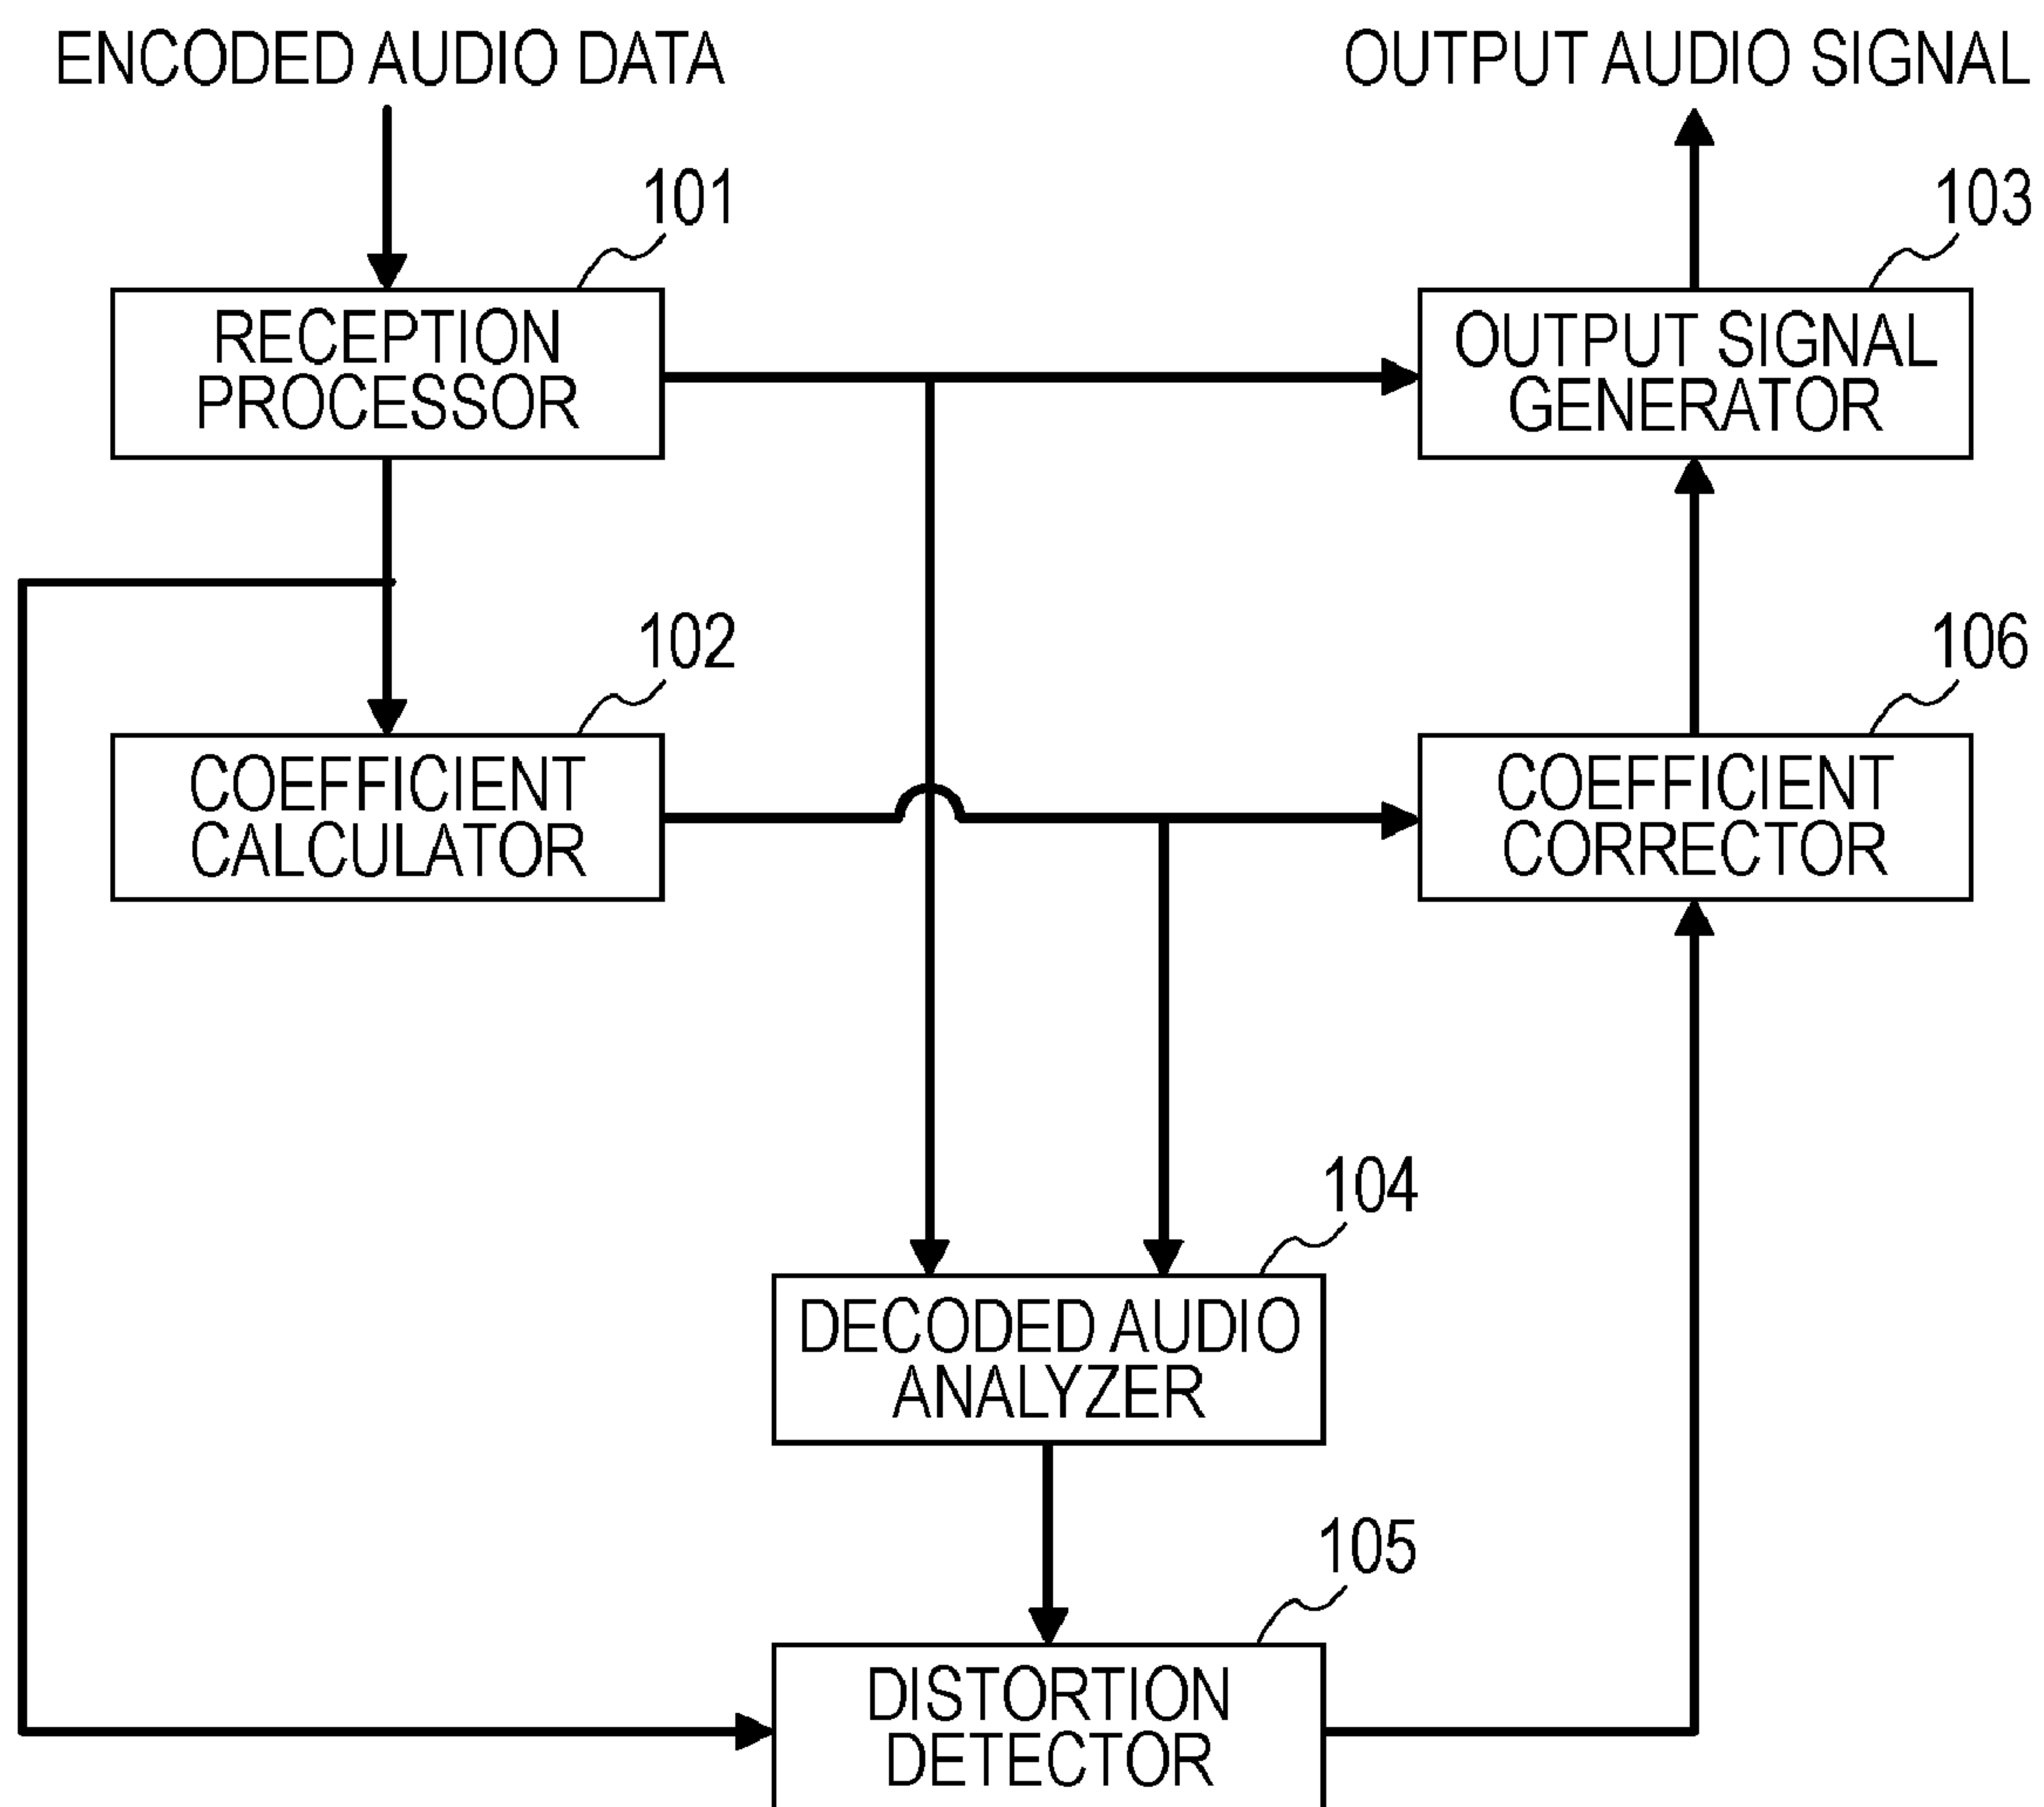 ENCODED AUDIO DATA
OUTPUT AUDIO SIGNAL
101
103
RECEPTION
PROCESSOR
OUTPUT SIGNAL
GENERATOR
102
106
COEFFICIENT
CALCULATOR
COEFFICIENT
CORRECTOR
104
DECODED AUDIO
ANALYZER
105
DISTORTION
DETECTOR